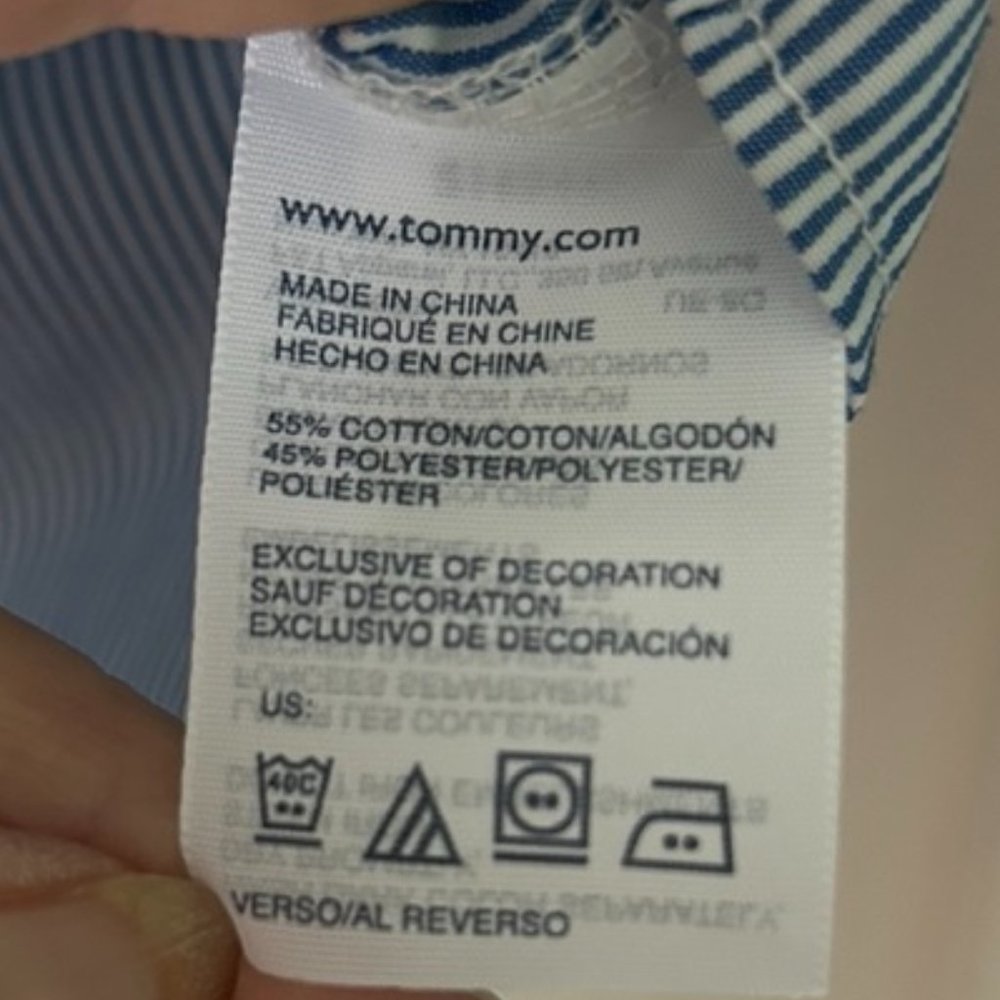 www.tommy.com
MADE IN CHINA
FABRIQUÉ EN CHINE
HECHO EN CHINA
55% COTTON/COTON/ALGODÓN
45% POLYESTER/POLYESTER/
POLIÉSTER
EXCLUSIVE OF DECORATION
SAUF DÉCORATION
EXCLUSIVO DE DECORACIÓN
US:
40C
VERSO/AL REVERSO